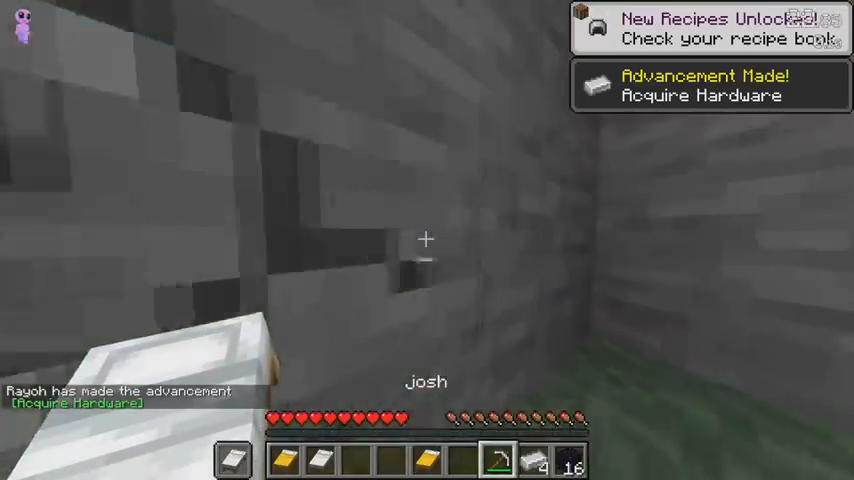 New Recipes Unlocked!
Check your recipe book
Advancement Made!
Acquire Hardware
josh
Rayoh has made the advancement
[Acquire Hardware]
4
16